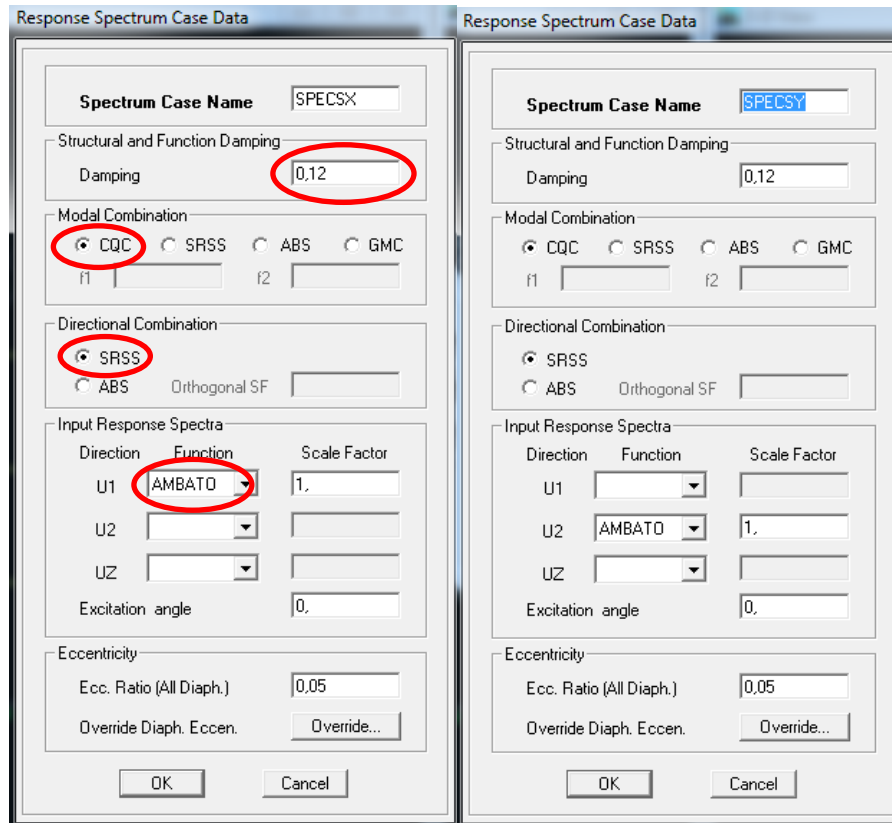 Response Spectrum Case Data
Spectrum Case Name SPECSX
Structural and Function Damping
Damping 0,12
Modal Combination
CQC SRSS ABS GMC
f1 f2
Directional Combination
SRSS
ABS Orthogonal SF
Input Response Spectra
Direction Function Scale Factor
U1 AMBATO 1,
U2
UZ
Excitation angle 0,
Eccentricity
Ecc. Ratio (All Diaph.) 0,05
Override Diaph. Eccen. Override...
OK Cancel
Response Spectrum Case Data
Spectrum Case Name SPECSY
Structural and Function Damping
Damping 0,12
Modal Combination
CQC SRSS ABS GMC
f1 f2
Directional Combination
SRSS
ABS Orthogonal SF
Input Response Spectra
Direction Function Scale Factor
U1
U2 AMBATO 1,
UZ
Excitation angle 0,
Eccentricity
Ecc. Ratio (All Diaph.) 0,05
Override Diaph. Eccen. Override...
OK Cancel